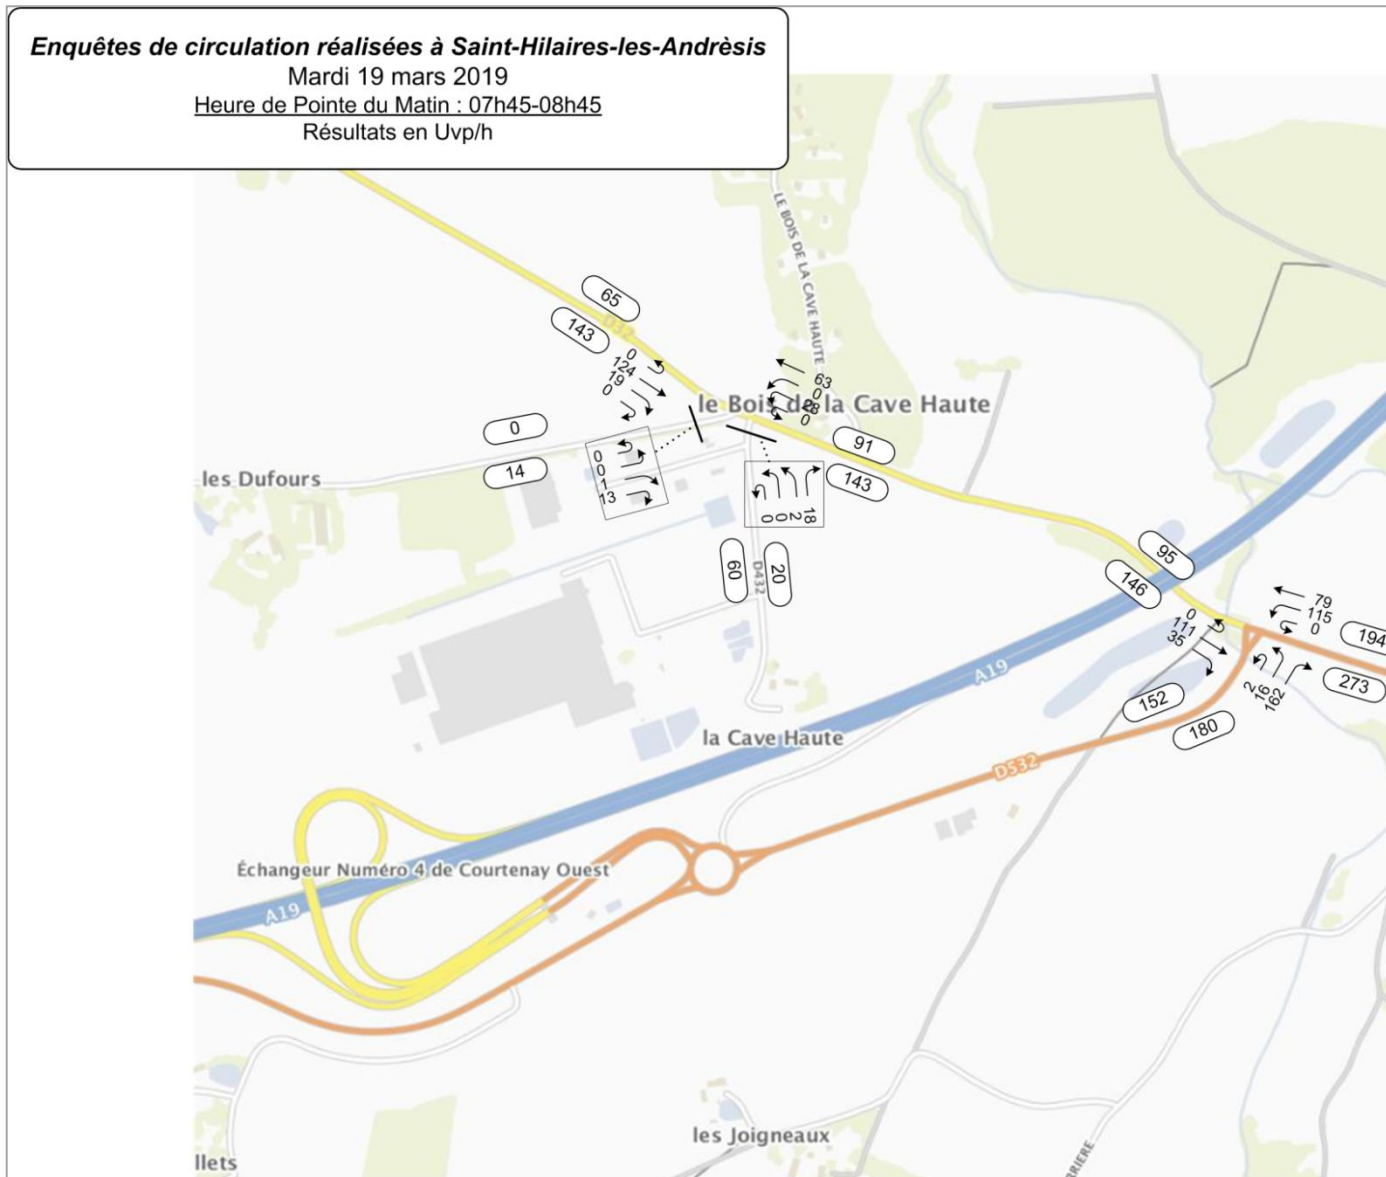 Enquêtes de circulation réalisées à Saint-Hilaires-les-Andrèsis
Mardi 19 mars 2019
Heure de Pointe du Matin : 07h45-08h45
Résultats en Uvp/h
LE BOIS DE LA CAVE HAUTE
65
D32
143
0
124
19
0
63
0
28
0
le Bois de la Cave Haute
0
14
les Dufours
0
0
1
13
91
143
0
0
2
18
60
D432
20
95
146
0
111
35
79
115
0
194
273
2
16
162
152
180
A19
la Cave Haute
D532
Échangeur Numéro 4 de Courtenay Ouest
A19
les Joigneaux
llets
RRIERE